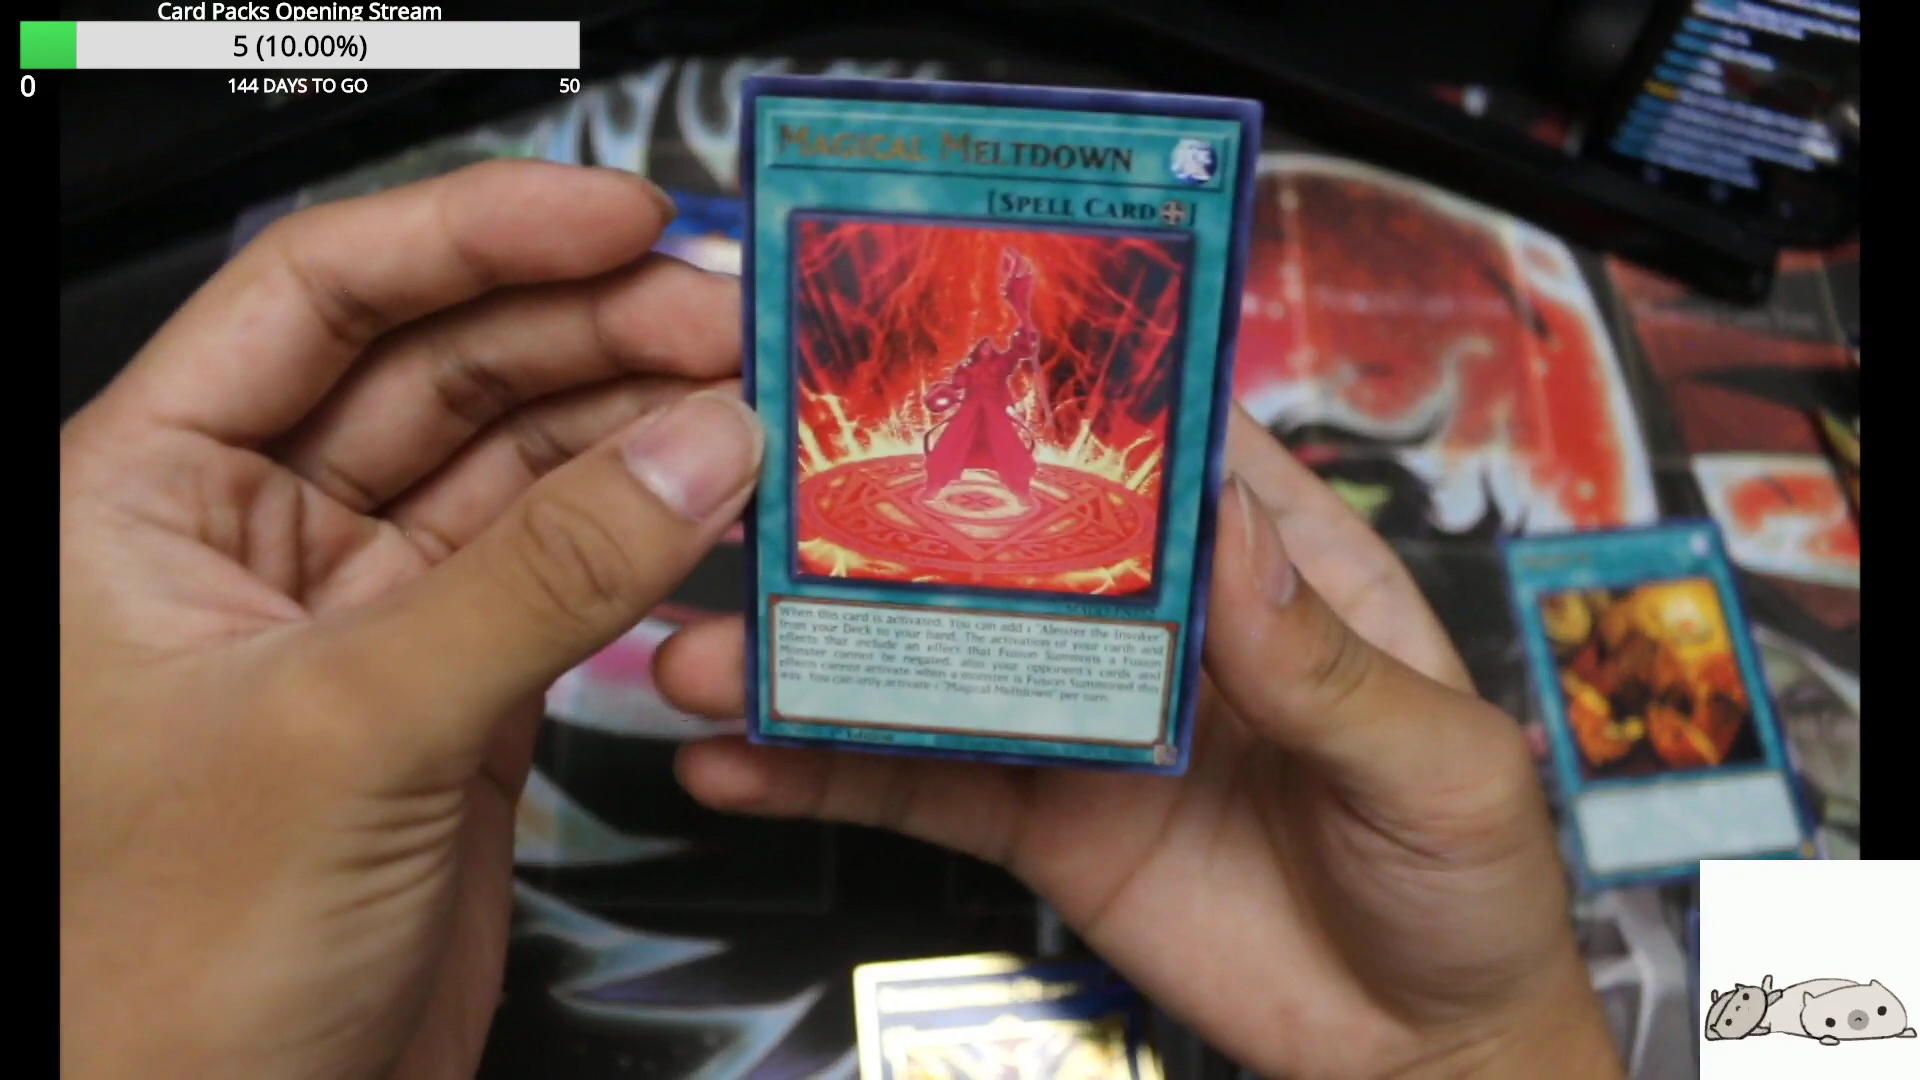 Card Packs Opening Stream
5 (10.00%)
0
144 DAYS TO GO
50
MAGICAL MELTDOWN
[SPELL CARD]
When this card is activated: You can add 1 "Aleister the Invoker"
from your Deck to your hand. The activation of your cards and
effects that include an effect that Fusion Summons a Fusion
Monster cannot be negated, also your opponent's cards and
effects cannot activate when a monster is Fusion Summoned this
way. You can only activate 1 "Magical Meltdown" per turn.
1st Edition